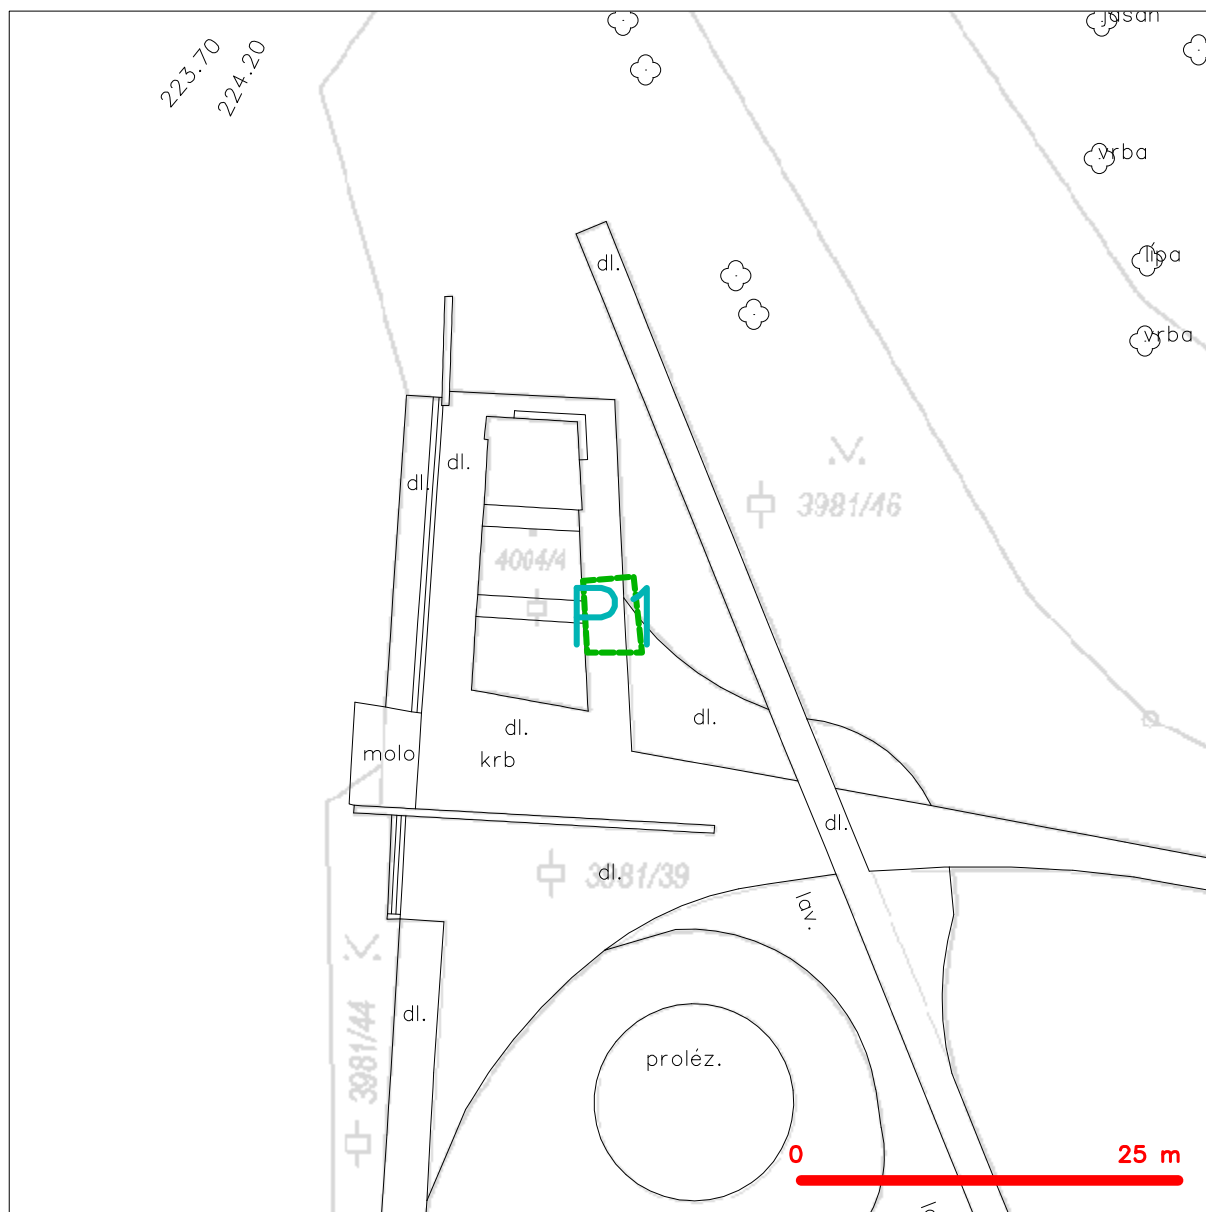 jasan
223.70
224.20
vrba
lípa
dl.
vrba
dl.
dl.
3981/46
4004/4
P1
dl.
dl.
molo
krb
dl.
dl.
3981/39
lav.
dl.
3981/44
proléz.
0
25 m